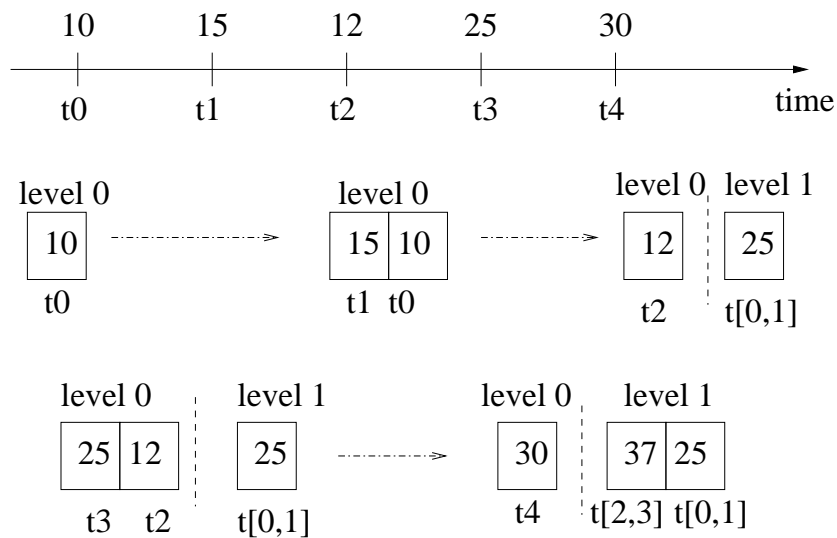 10 15 12 25 30
t0 t1 t2 t3 t4 time
level 0 level 0 level 0 level 1
10 15 10 12 25
t0 t1 t0 t2 t[0,1]
level 0 level 1 level 0 level 1
25 12 25 30 37 25
t3 t2 t[0,1] t4 t[2,3] t[0,1]